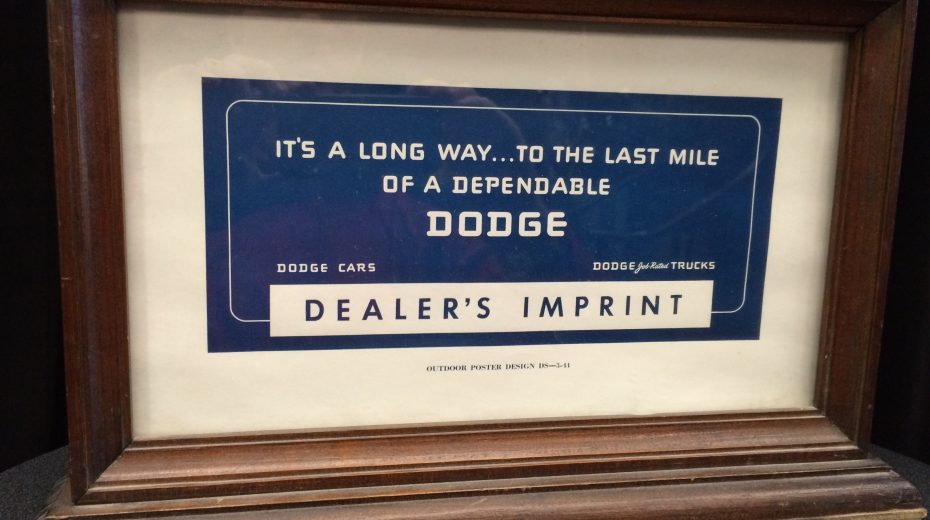 IT'S A LONG WAY...TO THE LAST MILE
OF A DEPENDABLE
DODGE
DODGE CARS
DODGE Job-Rated TRUCKS
DEALER'S IMPRINT
OUTDOOR POSTER DESIGN DS—3-44